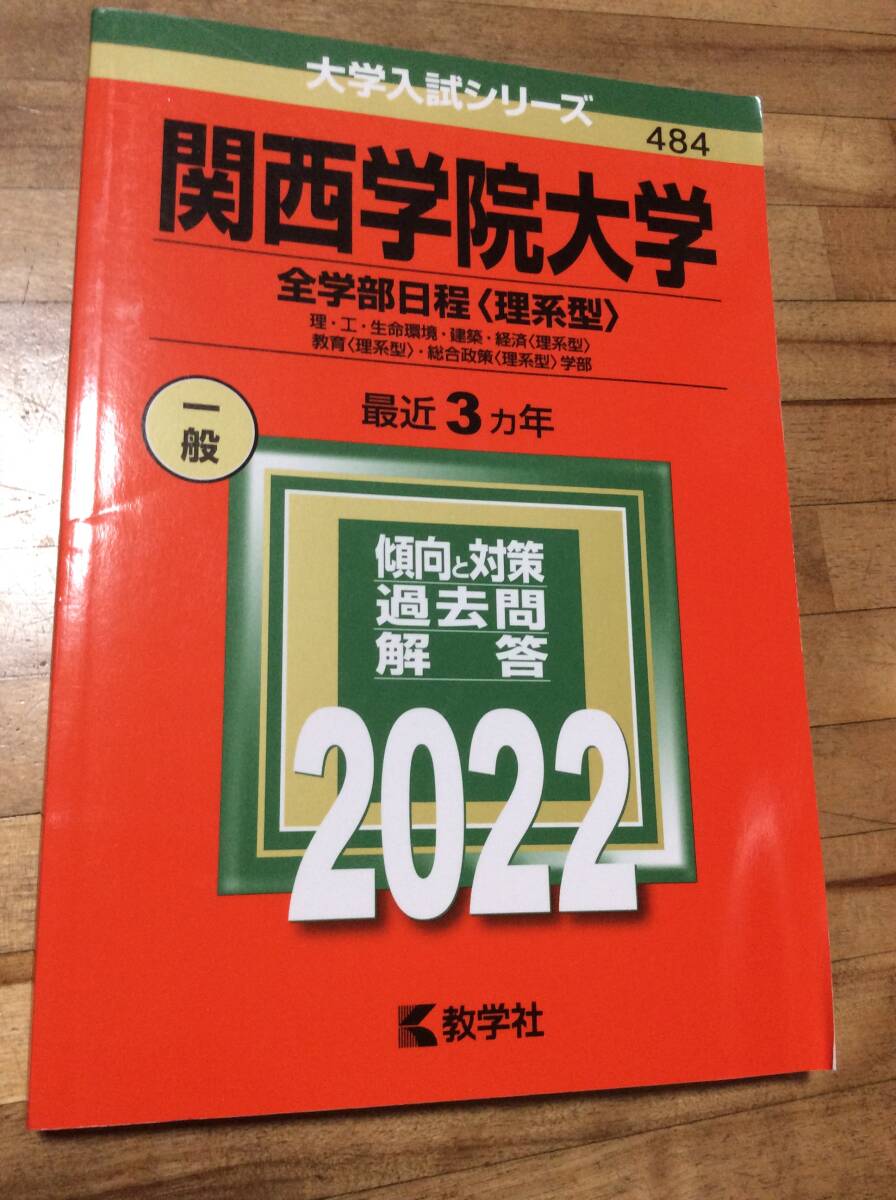 大学入試シリーズ
484
関西学院大学
全学部日程〈理系型〉
理・工・生命環境・建築・経済〈理系型〉
教育〈理系型〉・総合政策〈理系型〉学部
一般
最近3ヵ年
傾向と対策
過去問
解答
2022
教学社